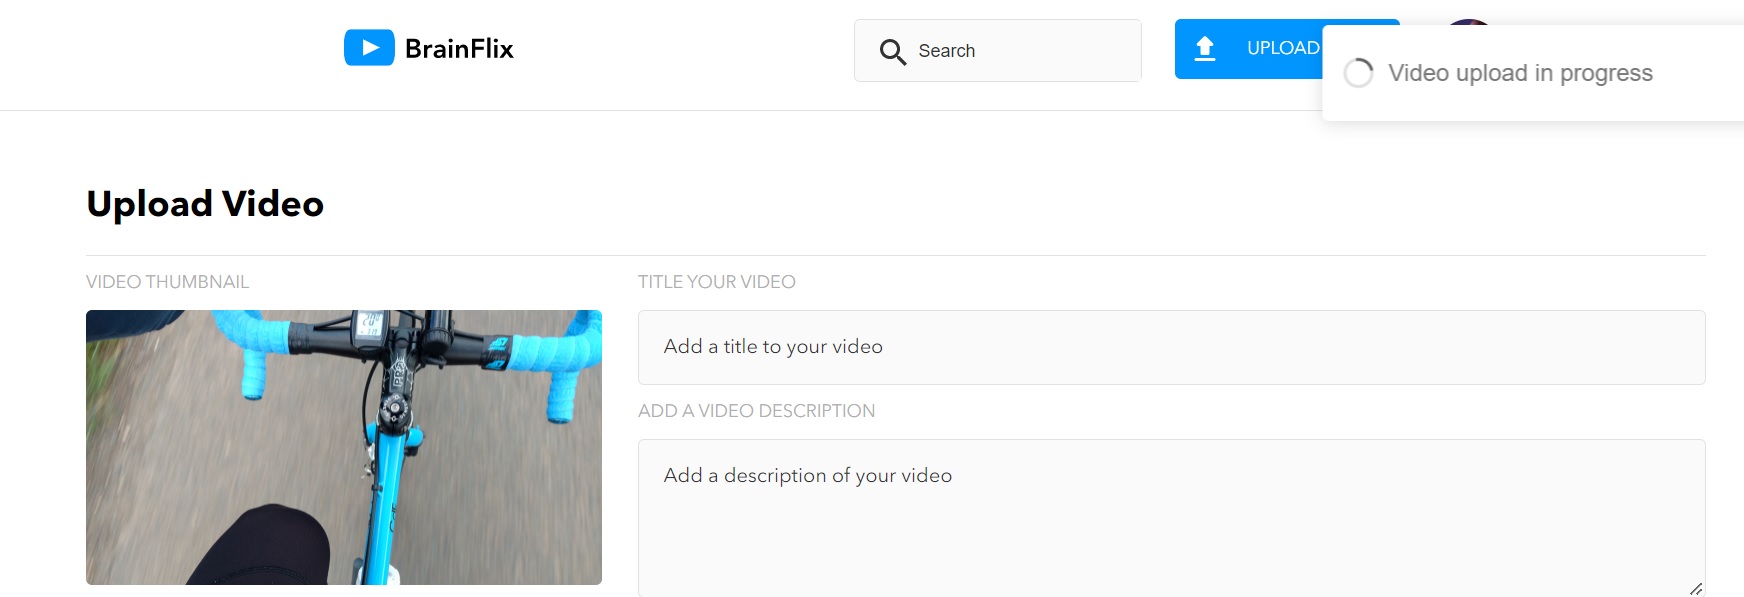 BrainFlix
Search
UPLOAD
Video upload in progress
Upload Video
VIDEO THUMBNAIL
TITLE YOUR VIDEO
Add a title to your video
ADD A VIDEO DESCRIPTION
Add a description of your video
PRO